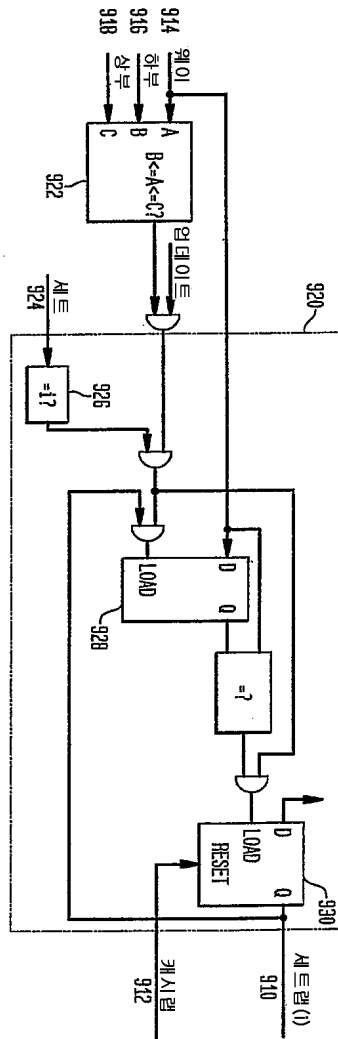 웨이
914
하부
916
상부
918
A
B
C
B<=A<=C?
922
업데이트
920
세트
924
=i?
926
D
Q
LOAD
928
=?
D
Q
LOAD
RESET
930
세트랩(i)
910
캐시랩
912